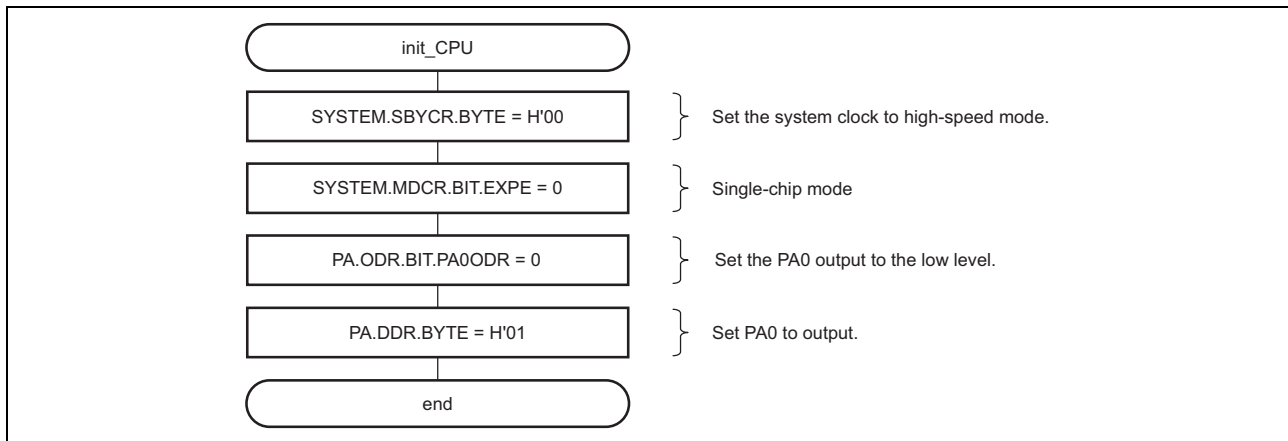 init_CPU
SYSTEM.SBYCR.BYTE = H'00
Set the system clock to high-speed mode.
SYSTEM.MDCR.BIT.EXPE = 0
Single-chip mode
PA.ODR.BIT.PA0ODR = 0
Set the PA0 output to the low level.
PA.DDR.BYTE = H'01
Set PA0 to output.
end